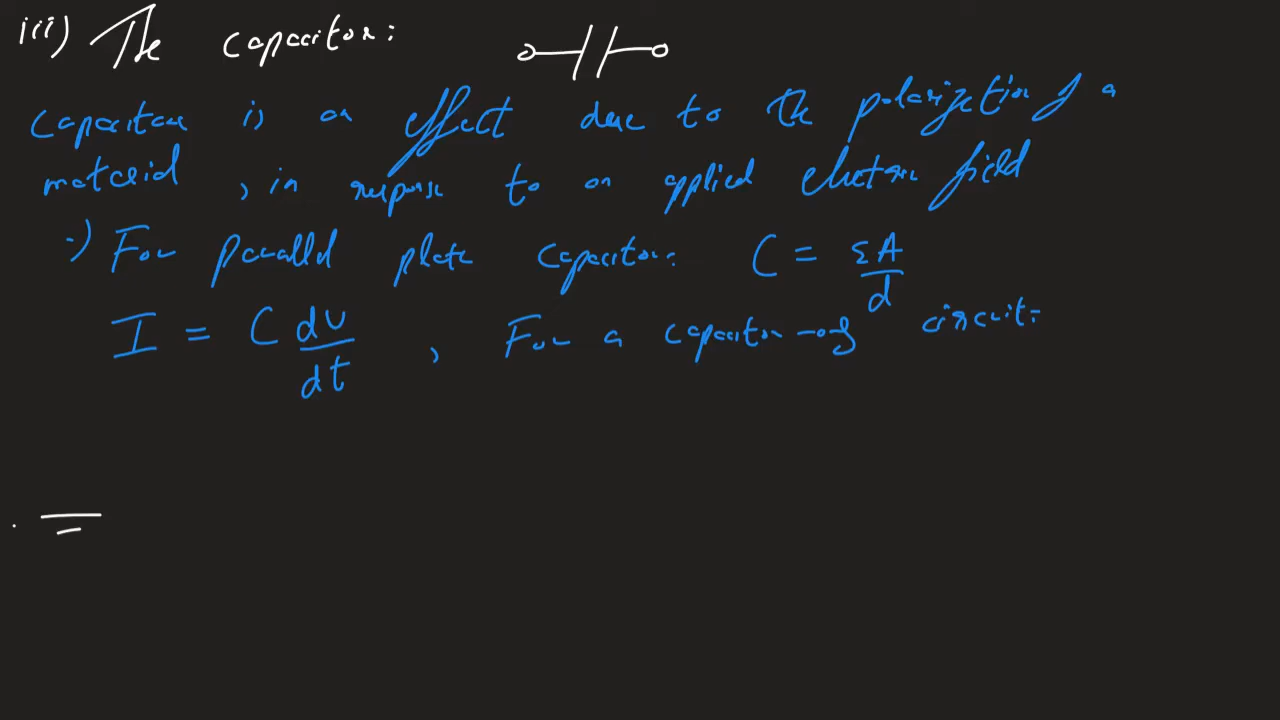 iii) The capacitor:
Capacitance is an effect due to the polarization of a
material, in response to an applied electric field
·) For parallel plate capacitor: C = εA/d
I = C dv/dt , For a capacitor-only circuit: